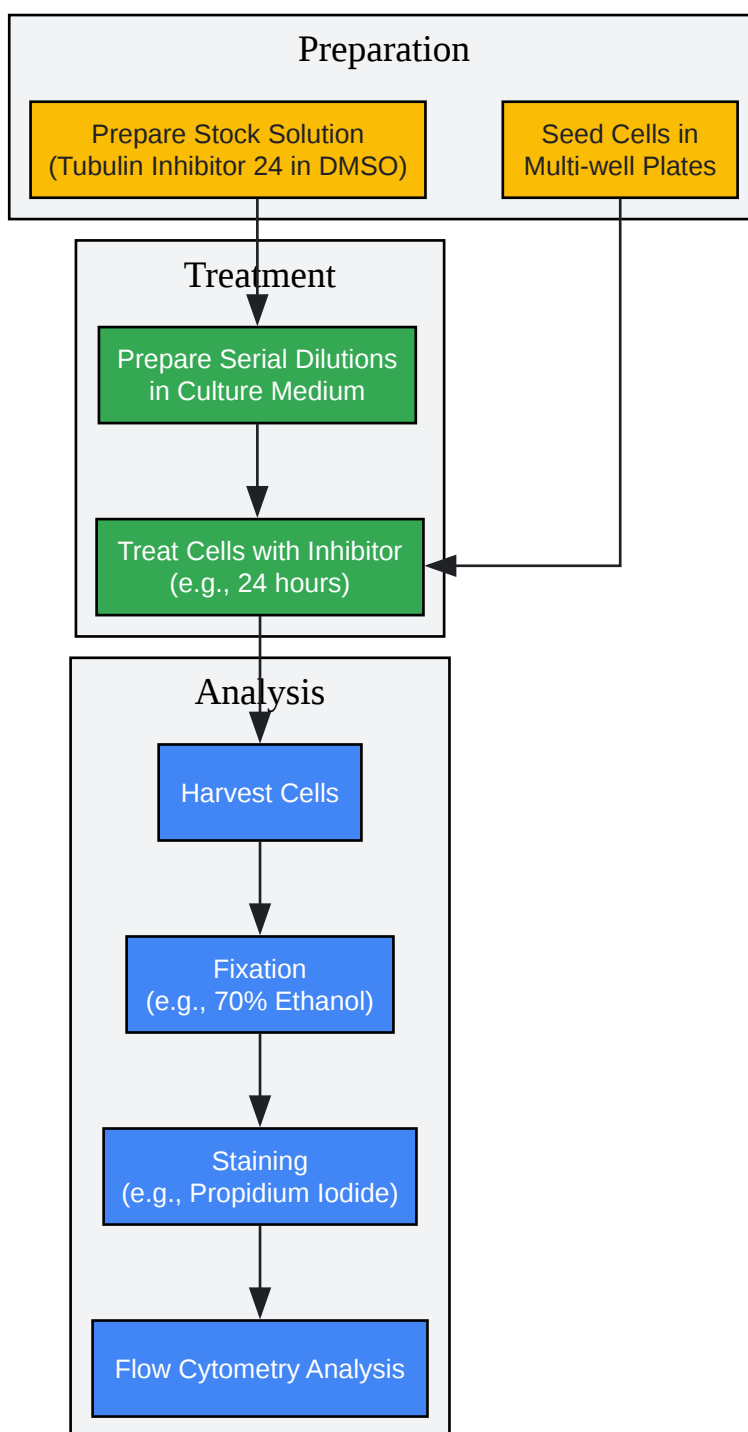 Preparation
Prepare Stock Solution
(Tubulin Inhibitor 24 in DMSO)
Seed Cells in
Multi-well Plates
Treatment
Prepare Serial Dilutions
in Culture Medium
Treat Cells with Inhibitor
(e.g., 24 hours)
Analysis
Harvest Cells
Fixation
(e.g., 70% Ethanol)
Staining
(e.g., Propidium Iodide)
Flow Cytometry Analysis